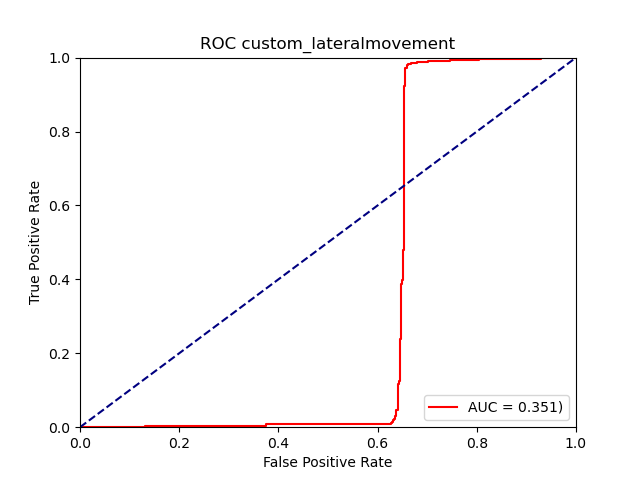 ROC custom_lateralmovement
True Positive Rate
1.0
0.8
0.6
0.4
0.2
0.0
AUC = 0.351)
0.0 0.2 0.4 0.6 0.8 1.0
False Positive Rate